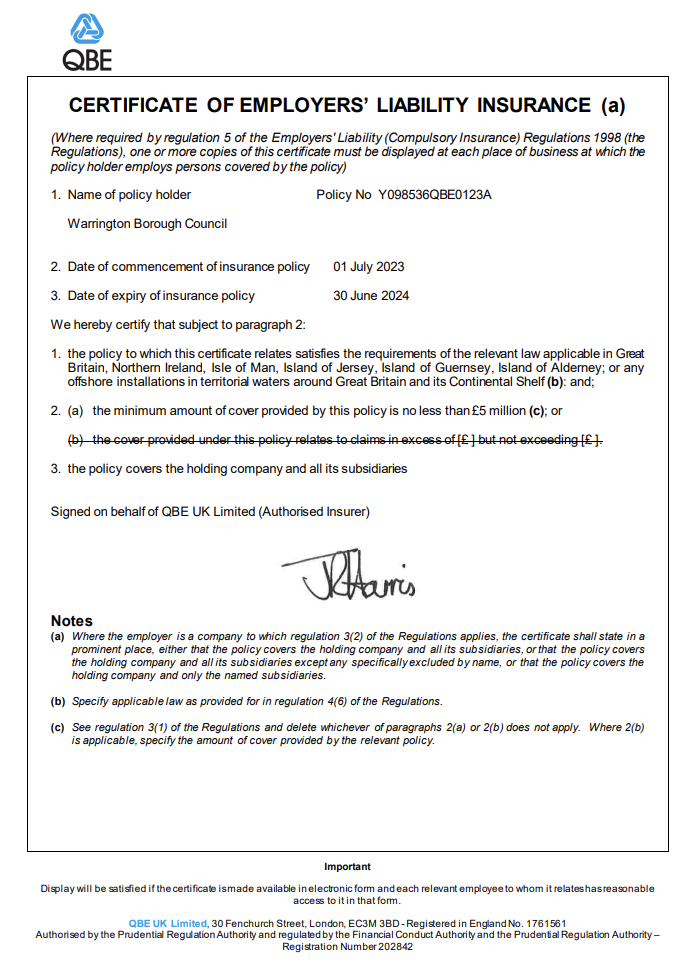 QBE
CERTIFICATE OF EMPLOYERS' LIABILITY INSURANCE (a)
(Where required by regulation 5 of the Employers' Liability (Compulsory Insurance) Regulations 1998 (the
Regulations), one or more copies of this certificate must be displayed at each place of business at which the
policy holder employs persons covered by the policy)
1. Name of policy holder Policy No Y098536QBE0123A
Warrington Borough Council
2. Date of commencement of insurance policy 01 July 2023
3. Date of expiry of insurance policy 30 June 2024
We hereby certify that subject to paragraph 2:
1. the policy to which this certificate relates satisfies the requirements of the relevant law applicable in Great
Britain, Northern Ireland, Isle of Man, Island of Jersey, Island of Guernsey, Island of Alderney; or any
offshore installations in territorial waters around Great Britain and its Continental Shelf (b): and;
2. (a) the minimum amount of cover provided by this policy is no less than £5 million (c); or
(b) the cover provided under this policy relates to claims in excess of [£ ] but not exceeding [£ ].
3. the policy covers the holding company and all its subsidiaries
Signed on behalf of QBE UK Limited (Authorised Insurer)
JRHarris
Notes
(a) Where the employer is a company to which regulation 3(2) of the Regulations applies, the certificate shall state in a
prominent place, either that the policy covers the holding company and all its subsidiaries, or that the policy covers
the holding company and all its subsidiaries except any specifically excluded by name, or that the policy covers the
holding company and only the named subsidiaries.
(b) Specify applicable law as provided for in regulation 4(6) of the Regulations.
(c) See regulation 3(1) of the Regulations and delete whichever of paragraphs 2(a) or 2(b) does not apply. Where 2(b)
is applicable, specify the amount of cover provided by the relevant policy.
Important
Display will be satisfied if the certificate is made available in electronic form and each relevant employee to whom it relates has reasonable
access to it in that form.
QBE UK Limited, 30 Fenchurch Street, London, EC3M 3BD - Registered in England No. 1761561
Authorised by the Prudential Regulation Authority and regulated by the Financial Conduct Authority and the Prudential Regulation Authority –
Registration Number 202842